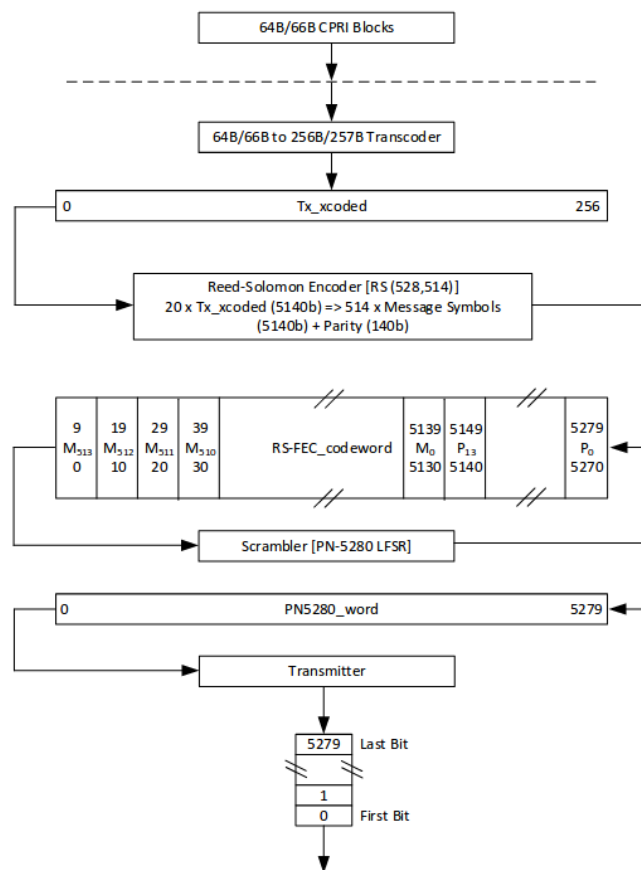 64B/66B CPRI Blocks
64B/66B to 256B/257B Transcoder
0 Tx_xcoded 256
Reed-Solomon Encoder [RS (528,514)]
20 x Tx_xcoded (5140b) => 514 x Message Symbols
(5140b) + Parity (140b)
9 19 29 39 5139 5149 5279
M513 M512 M511 M510 RS-FEC_codeword M0 P13 P0
0 10 20 30 5130 5140 5270
Scrambler [PN-5280 LFSR]
0 PN5280_word 5279
Transmitter
5279 Last Bit
1
0 First Bit